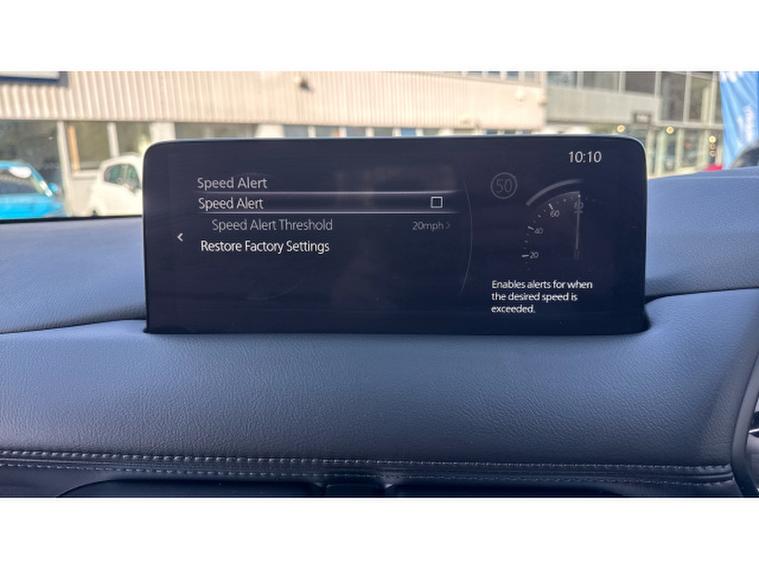 10:10
Speed Alert
Speed Alert
Speed Alert Threshold 20mph
Restore Factory Settings
50
80
60
40
20
Enables alerts for when
the desired speed is
exceeded.